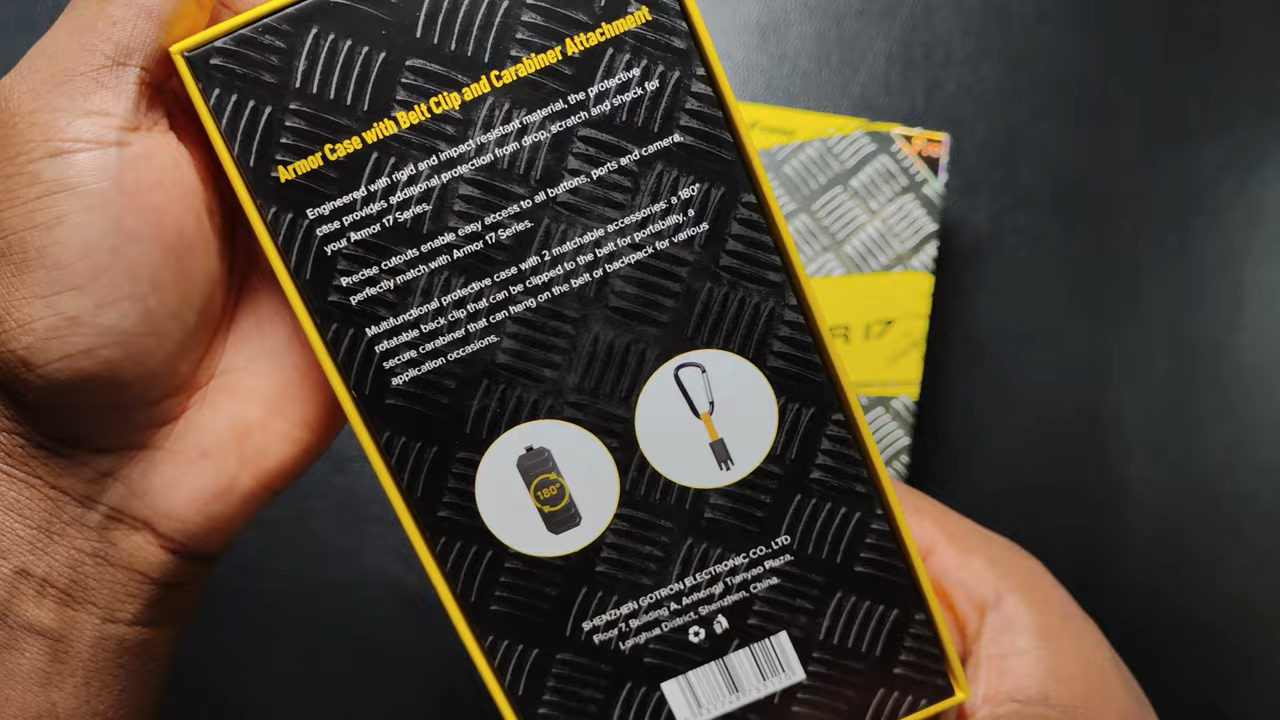 Armor Case with Belt Clip and Carabiner Attachment
Engineered with rigid and impact resistant material, the protective
case provides additional protection from drop, scratch and shock for
your Armor 17 Series.
Precise cutouts enable easy access to all buttons, ports and camera,
perfectly match with Armor 17 Series.
Multifunctional protective case with 2 matchable accessories: a 180°
rotatable back clip that can be clipped to the belt for portability, a
secure carabiner that can hang on the belt or backpack for various
application occasions.
180°
SHENZHEN GOTRON ELECTRONIC CO., LTD
Floor 7, Building A, Anhongji Tianyao Plaza,
Longhua District, Shenzhen, China.
R 17